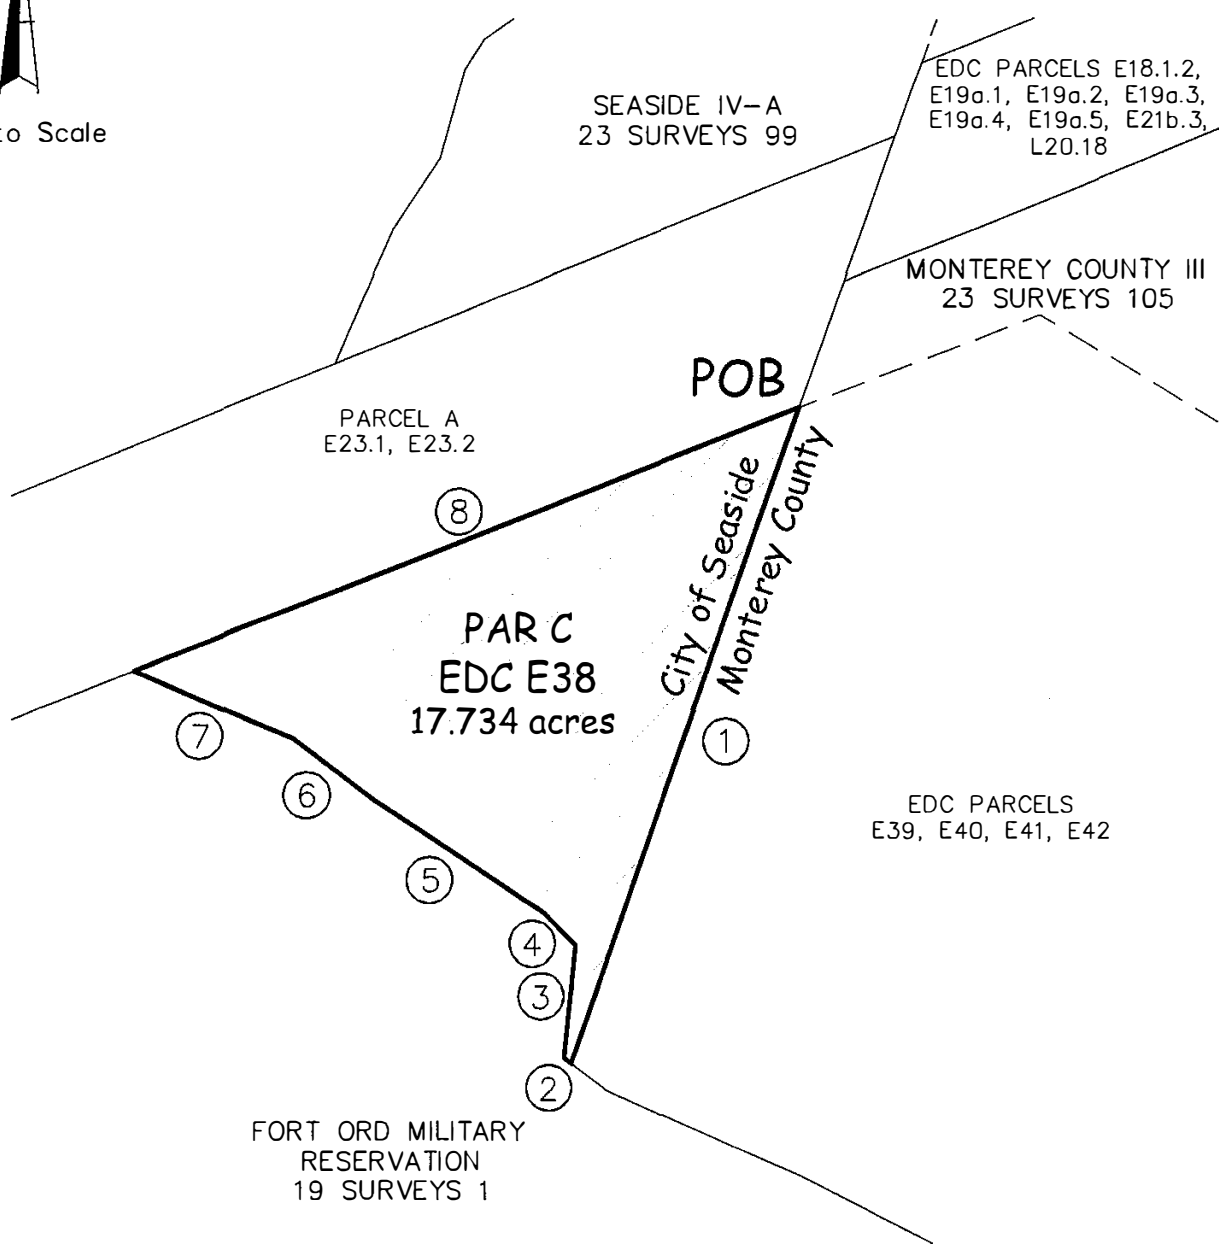 to Scale
SEASIDE IV-A
23 SURVEYS 99
EDC PARCELS E18.1.2,
E19a.1, E19a.2, E19a.3,
E19a.4, E19a.5, E21b.3,
L20.18
MONTEREY COUNTY III
23 SURVEYS 105
POB
PARCEL A
E23.1, E23.2
8
City of Seaside
Monterey County
PAR C
EDC E38
17.734 acres
1
7
6
EDC PARCELS
E39, E40, E41, E42
5
4
3
2
FORT ORD MILITARY
RESERVATION
19 SURVEYS 1